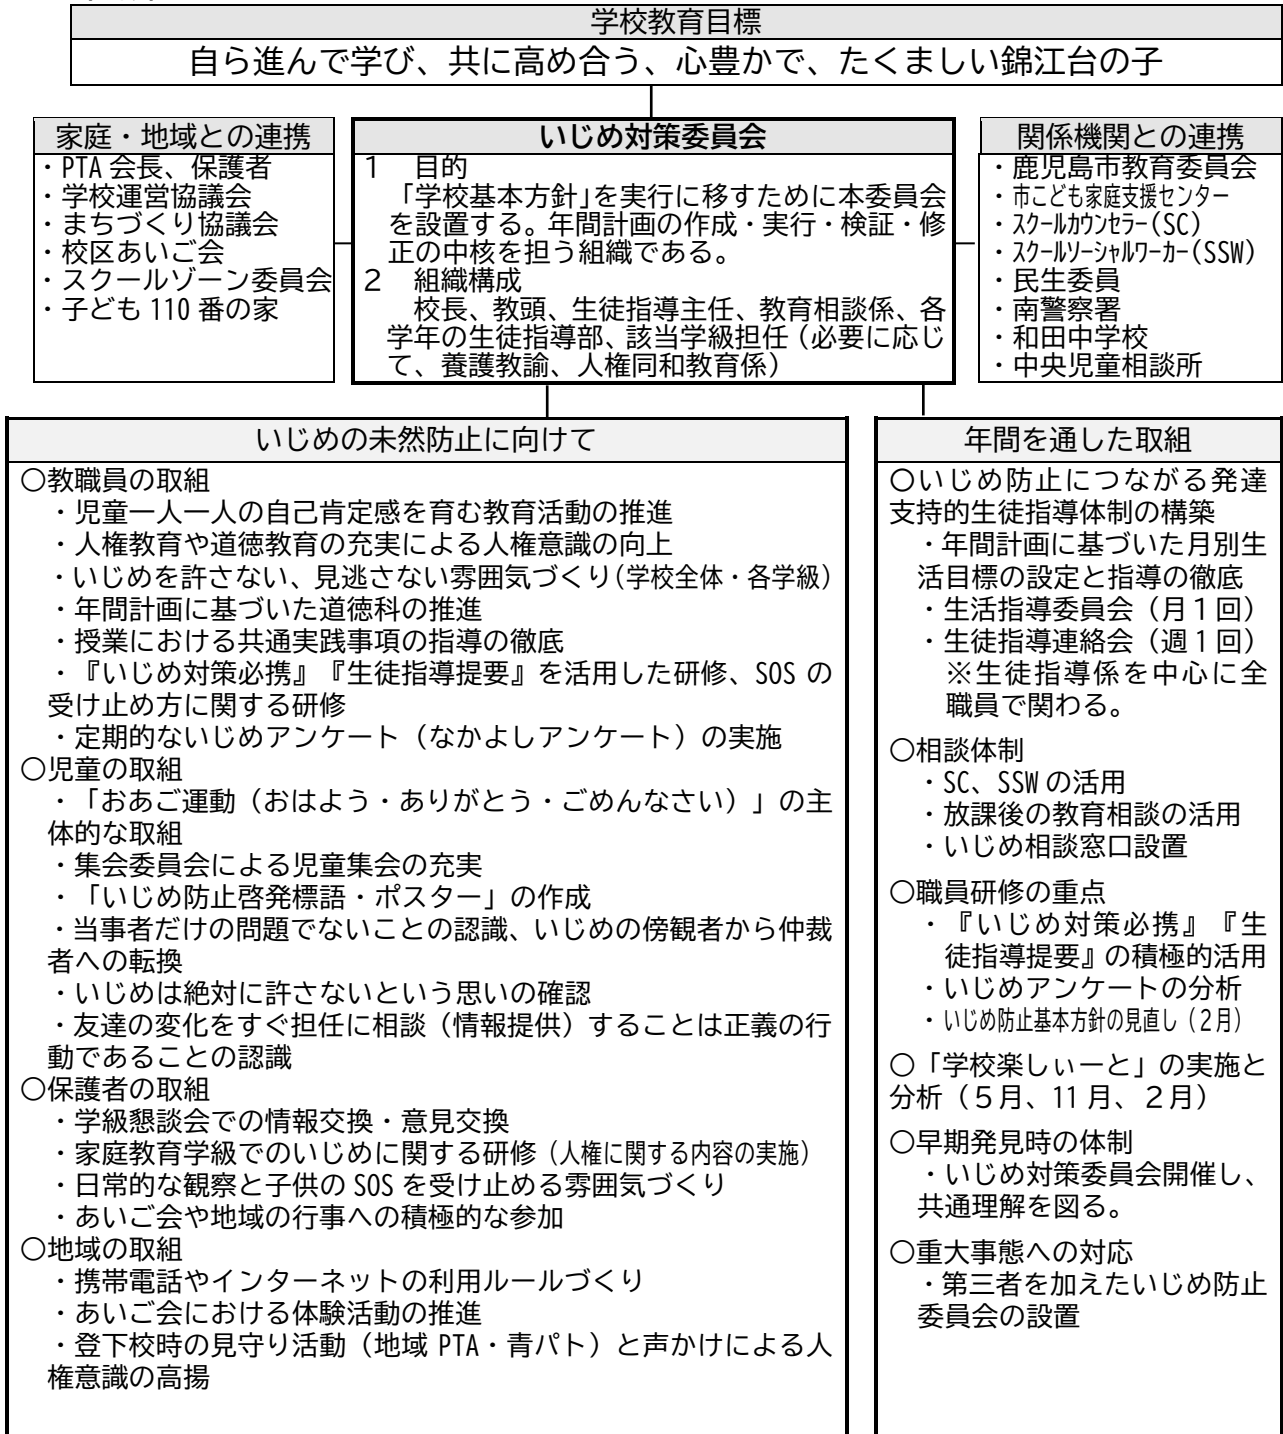 学校教育目標
自ら進んで学び、共に高め合う、心豊かで、たくましい錦江台の子
家庭・地域との連携
・PTA会長、保護者
・学校運営協議会
・まちづくり協議会
・校区あいご会
・スクールゾーン委員会
・子ども110番の家
いじめ対策委員会
1 目的
「学校基本方針」を実行に移すために本委員会
を設置する。年間計画の作成・実行・検証・修
正の中核を担う組織である。
2 組織構成
校長、教頭、生徒指導主任、教育相談係、各
学年の生徒指導部、該当学級担任（必要に応じ
て、養護教諭、人権同和教育係）
関係機関との連携
・鹿児島市教育委員会
・市こども家庭支援センター
・スクールカウンセラー(SC)
・スクールソーシャルワーカー(SSW)
・民生委員
・南警察署
・和田中学校
・中央児童相談所
いじめの未然防止に向けて
〇教職員の取組
・児童一人一人の自己肯定感を育む教育活動の推進
・人権教育や道徳教育の充実による人権意識の向上
・いじめを許さない、見逃さない雰囲気づくり（学校全体・各学級）
・年間計画に基づいた道徳科の推進
・授業における共通実践事項の指導の徹底
・『いじめ対策必携』『生徒指導提要』を活用した研修、SOSの
受け止め方に関する研修
・定期的ないじめアンケート（なかよしアンケート）の実施
〇児童の取組
・「おあご運動（おはよう・ありがとう・ごめんなさい）」の主
体的な取組
・集会委員会による児童集会の充実
・「いじめ防止啓発標語・ポスター」の作成
・当事者だけの問題でないことの認識、いじめの傍観者から仲裁
者への転換
・いじめは絶対に許さないという思いの確認
・友達の変化をすぐ担任に相談（情報提供）することは正義の行
動であることの認識
〇保護者の取組
・学級懇談会での情報交換・意見交換
・家庭教育学級でのいじめに関する研修（人権に関する内容の実施）
・日常的な観察と子供のSOSを受け止める雰囲気づくり
・あいご会や地域の行事への積極的な参加
〇地域の取組
・携帯電話やインターネットの利用ルールづくり
・あいご会における体験活動の推進
・登下校時の見守り活動（地域PTA・青パト）と声かけによる人
権意識の高揚
年間を通した取組
〇いじめ防止につながる発達
支持的生徒指導体制の構築
・年間計画に基づいた月別生
活目標の設定と指導の徹底
・生活指導委員会（月１回）
・生徒指導連絡会（週１回）
※生徒指導係を中心に全
職員で関わる。
〇相談体制
・SC、SSWの活用
・放課後の教育相談の活用
・いじめ相談窓口設置
〇職員研修の重点
・『いじめ対策必携』『生
徒指導提要』の積極的活用
・いじめアンケートの分析
・いじめ防止基本方針の見直し（２月）
〇「学校楽しぃーと」の実施と
分析（５月、11月、２月）
〇早期発見時の体制
・いじめ対策委員会開催し、
共通理解を図る。
〇重大事態への対応
・第三者を加えたいじめ防止
委員会の設置